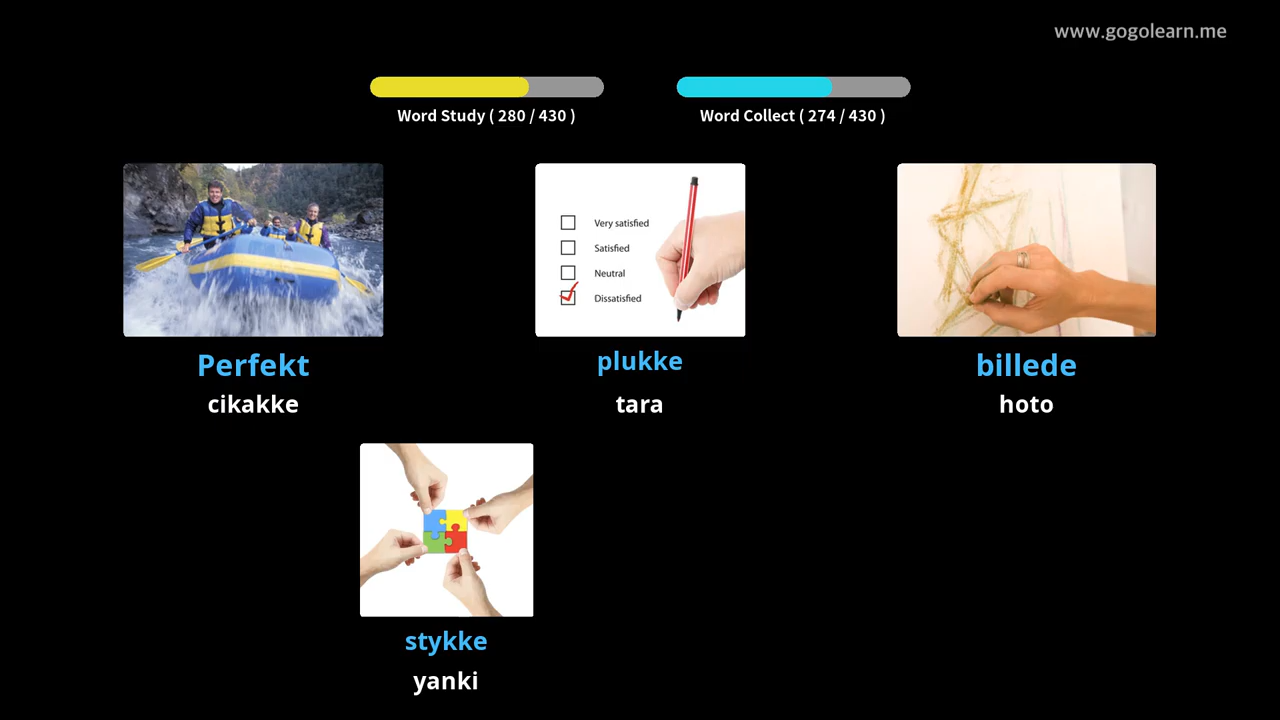 www.gogolearn.me
Word Study ( 280 / 430 )
Word Collect ( 274 / 430 )
Very satisfied
Satisfied
Neutral
Dissatisfied
Perfekt
cikakke
plukke
tara
billede
hoto
stykke
yanki